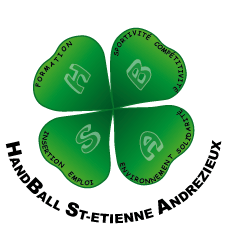 FORMATION
SPORTIVITÉ COMPÉTITIVITÉ
H B
S A
INSERTION EMPLOI
ENVIRONNEMENT SOLIDARITÉ
HANDBALL ST-ETIENNE ANDREZIEUX